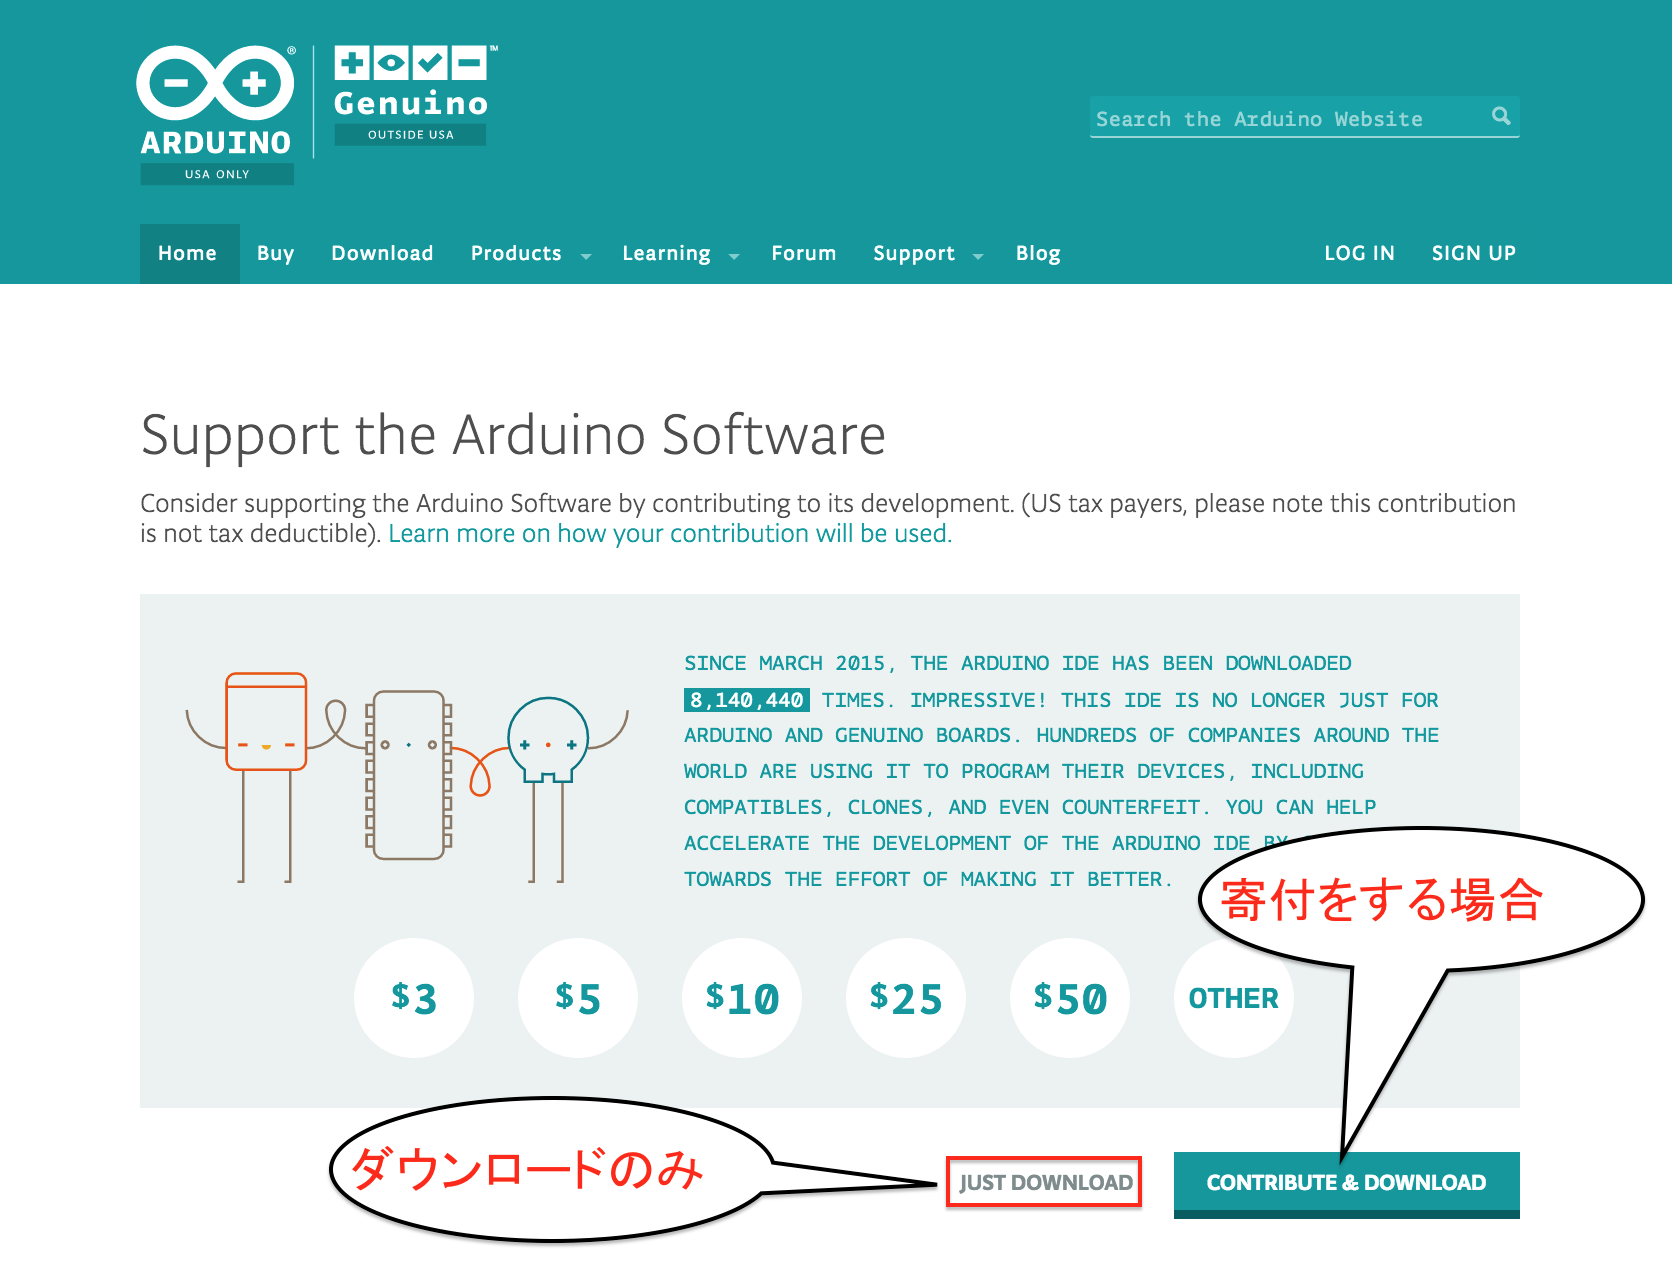 ARDUINO
USA ONLY
Genuino
OUTSIDE USA
Search the Arduino Website
Home Buy Download Products Learning Forum Support Blog LOG IN SIGN UP
Support the Arduino Software
Consider supporting the Arduino Software by contributing to its development. (US tax payers, please note this contribution
is not tax deductible). Learn more on how your contribution will be used.
SINCE MARCH 2015, THE ARDUINO IDE HAS BEEN DOWNLOADED
8,140,440 TIMES. IMPRESSIVE! THIS IDE IS NO LONGER JUST FOR
ARDUINO AND GENUINO BOARDS. HUNDREDS OF COMPANIES AROUND THE
WORLD ARE USING IT TO PROGRAM THEIR DEVICES, INCLUDING
COMPATIBLES, CLONES, AND EVEN COUNTERFEIT. YOU CAN HELP
ACCELERATE THE DEVELOPMENT OF THE ARDUINO IDE BY
TOWARDS THE EFFORT OF MAKING IT BETTER.
寄付をする場合
$3 $5 $10 $25 $50 OTHER
ダウンロードのみ
JUST DOWNLOAD
CONTRIBUTE & DOWNLOAD